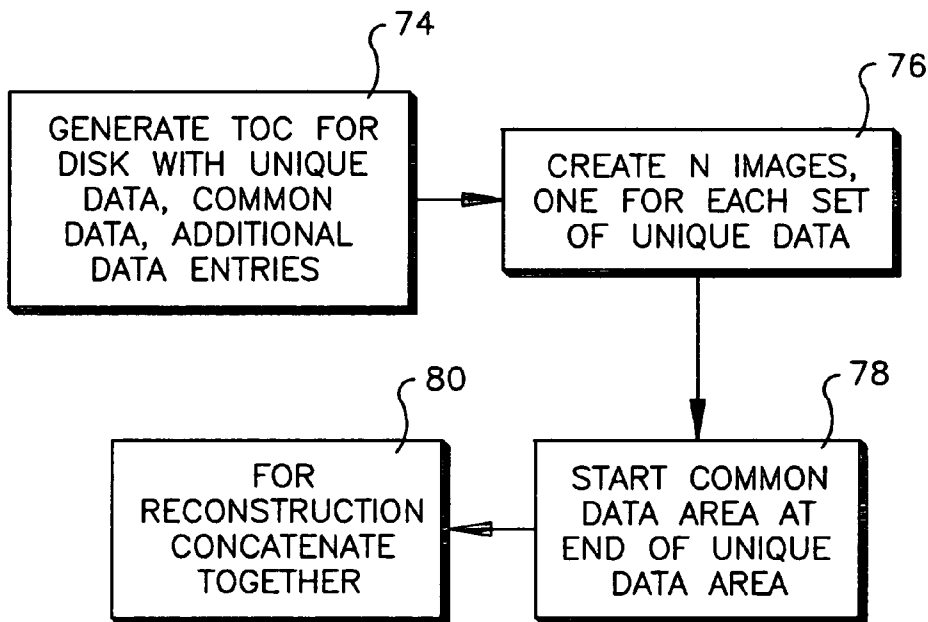 74
GENERATE TOC FOR
DISK WITH UNIQUE
DATA, COMMON
DATA, ADDITIONAL
DATA ENTRIES
76
CREATE N IMAGES,
ONE FOR EACH SET
OF UNIQUE DATA
78
START COMMON
DATA AREA AT
END OF UNIQUE
DATA AREA
80
FOR
RECONSTRUCTION
CONCATENATE
TOGETHER